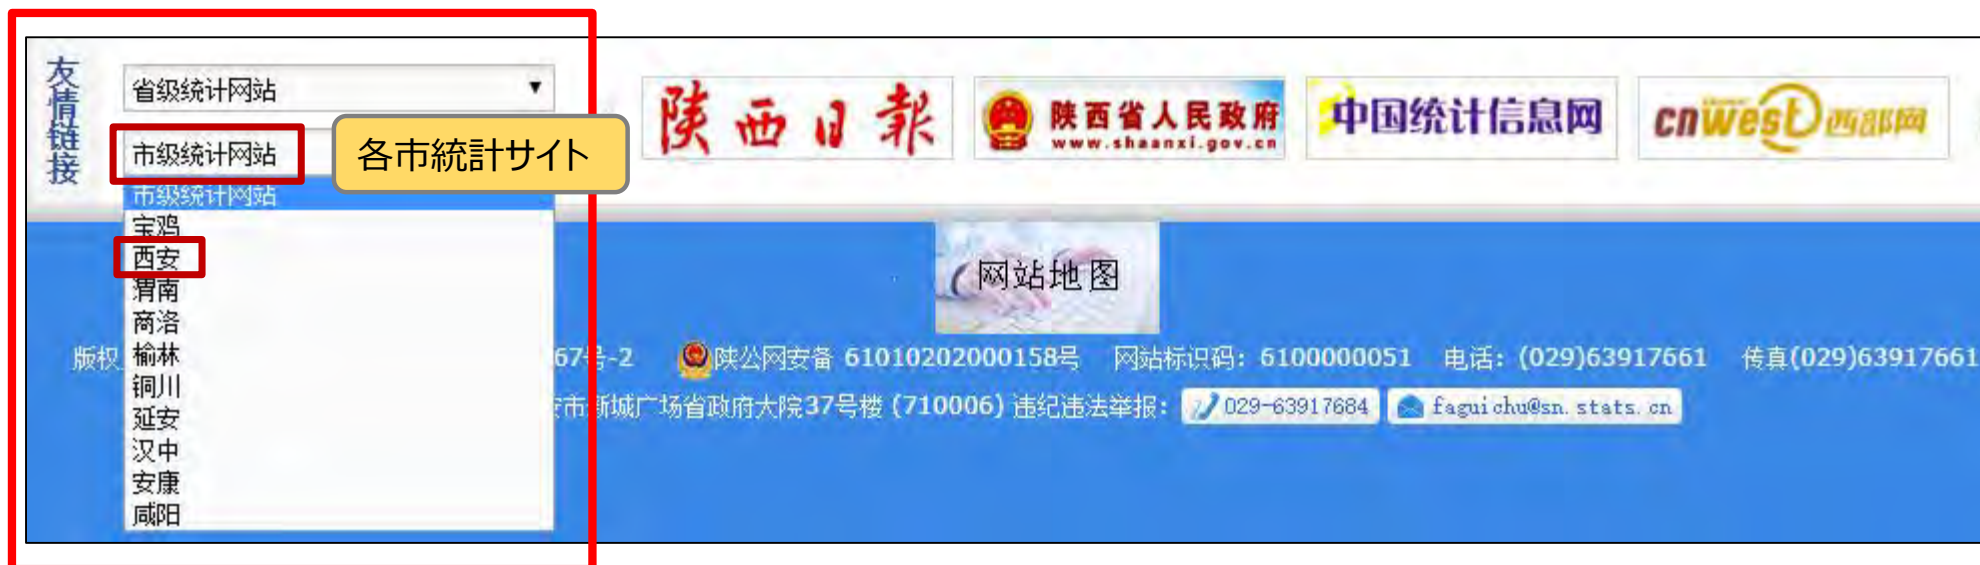 友情链接
省级统计网站
市级统计网站
各市統計サイト
市级统计网站
宝鸡
西安
渭南
商洛
榆林
铜川
延安
汉中
安康
咸阳
陕西日报
陕西省人民政府
www.shaanxi.gov.cn
中国统计信息网
cnwest 西部网
网站地图
版权 67号-2 陕公网安备 61010202000158号 网站标识码：6100000051 电话：(029)63917661 传真(029)63917661
市新城广场省政府大院37号楼 (710006) 违纪违法举报： 029-63917684 faguichu@sn.stats.cn